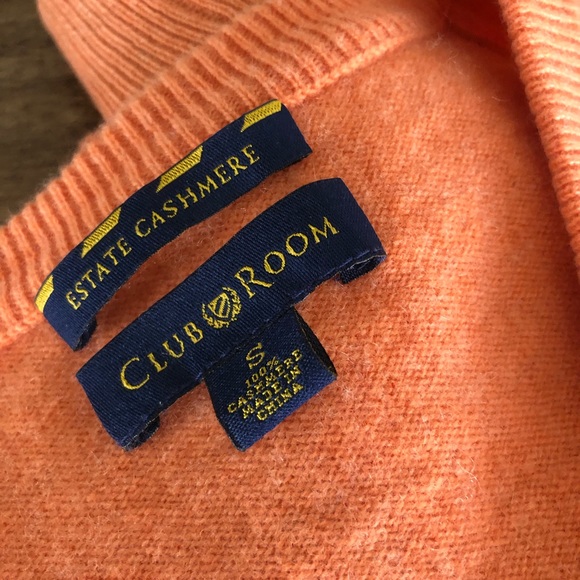 ESTATE CASHMERE
CLUB ROOM
S
100%
CASHMERE
MADE IN
CHINA